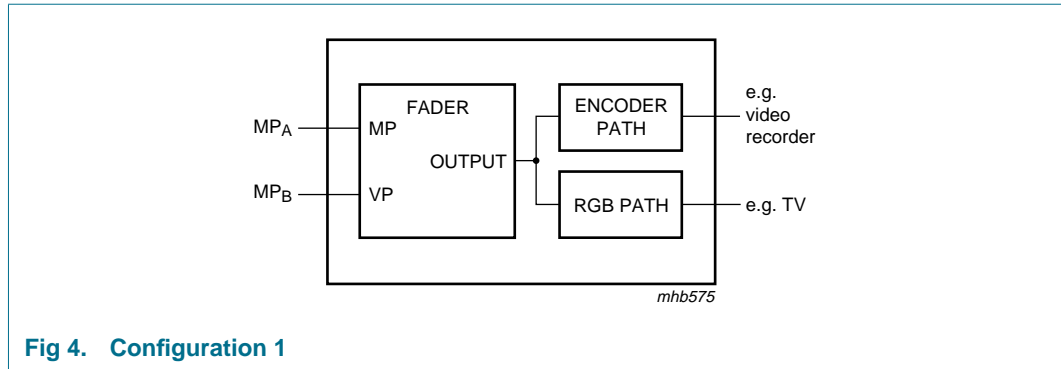 FADER
MPA
MP
MPB
VP
OUTPUT
ENCODER
PATH
RGB PATH
e.g.
video
recorder
e.g. TV
mhb575
Fig 4. Configuration 1